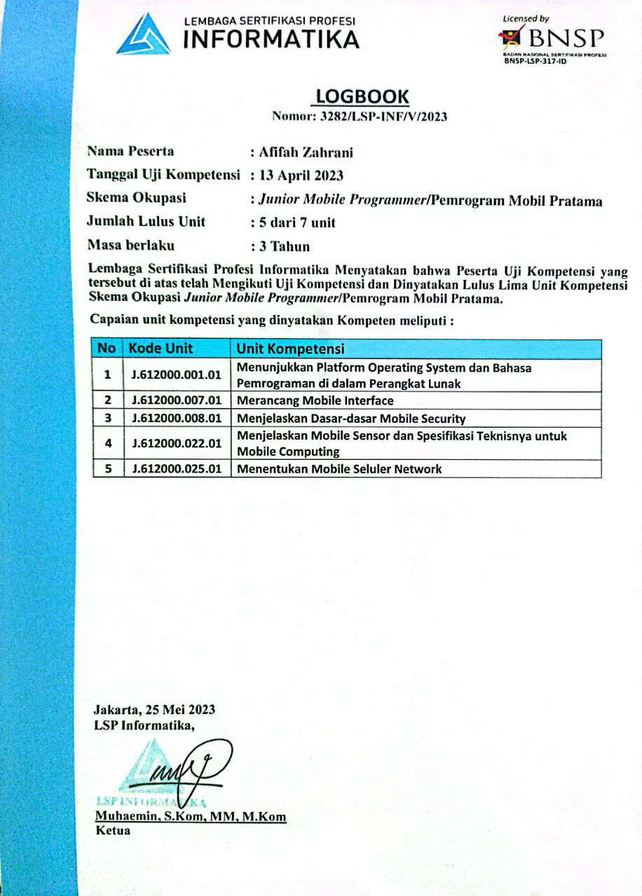 LEMBAGA SERTIFIKASI PROFESI
INFORMATIKA
Licensed by
BNSP
BADAN NASIONAL SERTIFIKASI PROFESI
BNSP-LSP-317-ID
LOGBOOK
Nomor: 3282/LSP-INF/V/2023
Nama Peserta : Afifah Zahrani
Tanggal Uji Kompetensi : 13 April 2023
Skema Okupasi : Junior Mobile Programmer/Pemrogram Mobil Pratama
Jumlah Lulus Unit : 5 dari 7 unit
Masa berlaku : 3 Tahun
Lembaga Sertifikasi Profesi Informatika Menyatakan bahwa Peserta Uji Kompetensi yang
tersebut di atas telah Mengikuti Uji Kompetensi dan Dinyatakan Lulus Lima Unit Kompetensi
Skema Okupasi Junior Mobile Programmer/Pemrogram Mobil Pratama.
Capaian unit kompetensi yang dinyatakan Kompeten meliputi :
No Kode Unit Unit Kompetensi
1 J.612000.001.01 Menunjukkan Platform Operating System dan Bahasa
Pemrograman di dalam Perangkat Lunak
2 J.612000.007.01 Merancang Mobile Interface
3 J.612000.008.01 Menjelaskan Dasar-dasar Mobile Security
4 J.612000.022.01 Menjelaskan Mobile Sensor dan Spesifikasi Teknisnya untuk
Mobile Computing
5 J.612000.025.01 Menentukan Mobile Seluler Network
Jakarta, 25 Mei 2023
LSP Informatika,
LSP INFORMATIKA
Muhaemin, S.Kom, MM, M.Kom
Ketua